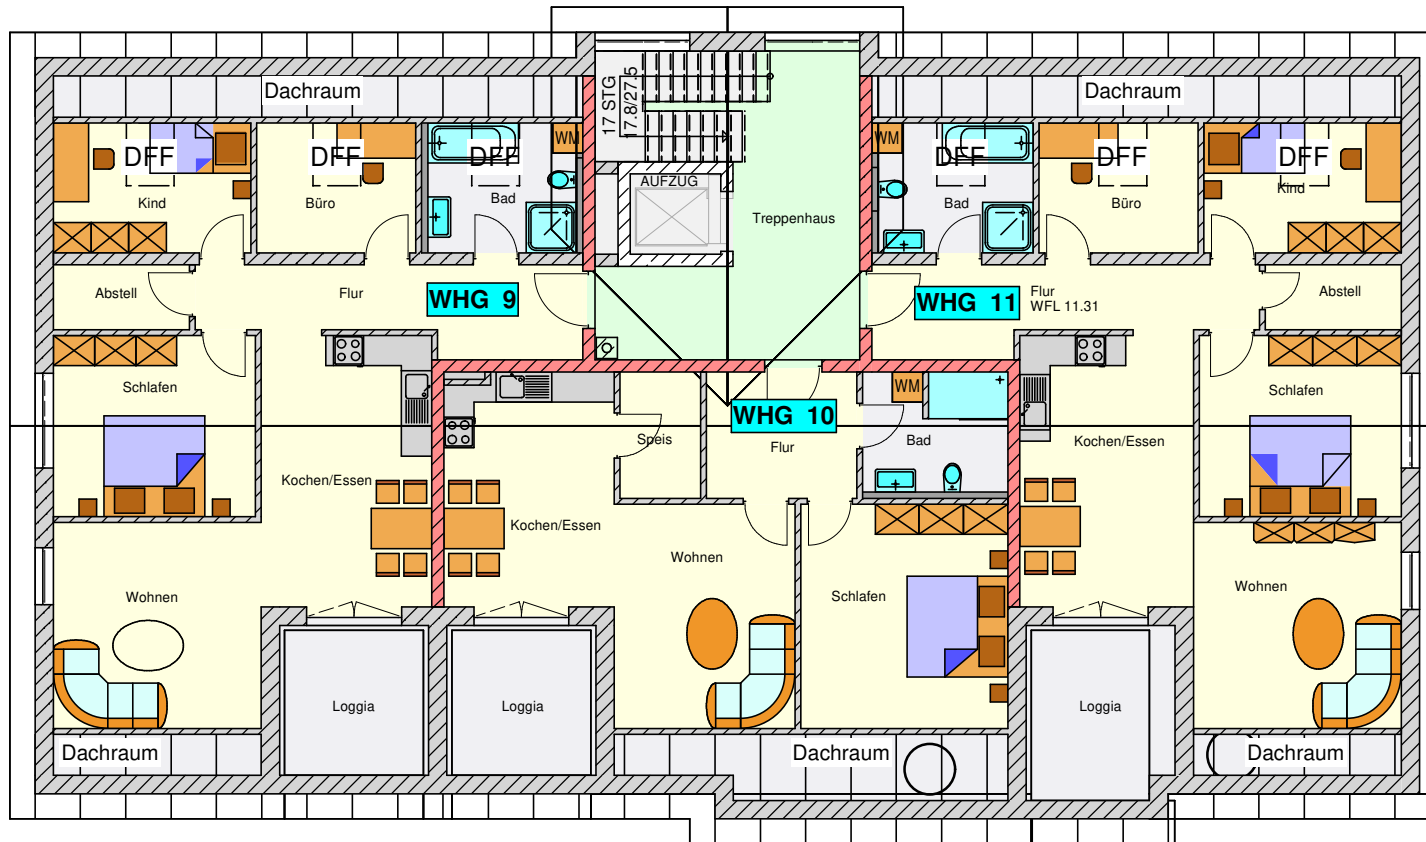 17 STG
17.8/27.5
Dachraum
Dachraum
DFF
DFF
DFF
WM
WM
DFF
DFF
DFF
AUFZUG
Kind
Büro
Bad
Treppenhaus
Bad
Büro
Kind
Abstell
Flur
WHG 9
WHG 11
Flur
WFL 11.31
Abstell
Schlafen
WM
Schlafen
WHG 10
Speis
Flur
Bad
Kochen/Essen
Kochen/Essen
Kochen/Essen
Wohnen
Wohnen
Schlafen
Wohnen
Loggia
Loggia
Loggia
Dachraum
Dachraum
Dachraum